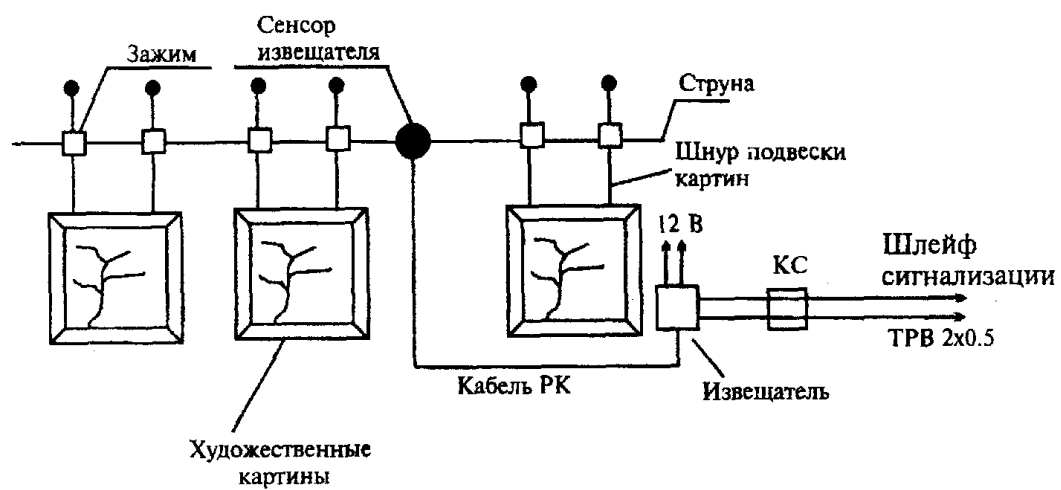 Сенсор
извещателя
Зажим
Струна
Шнур подвески
картин
12 В
КС
Шлейф
сигнализации
ТРВ 2х0.5
Кабель РК
Извещатель
Художественные
картины